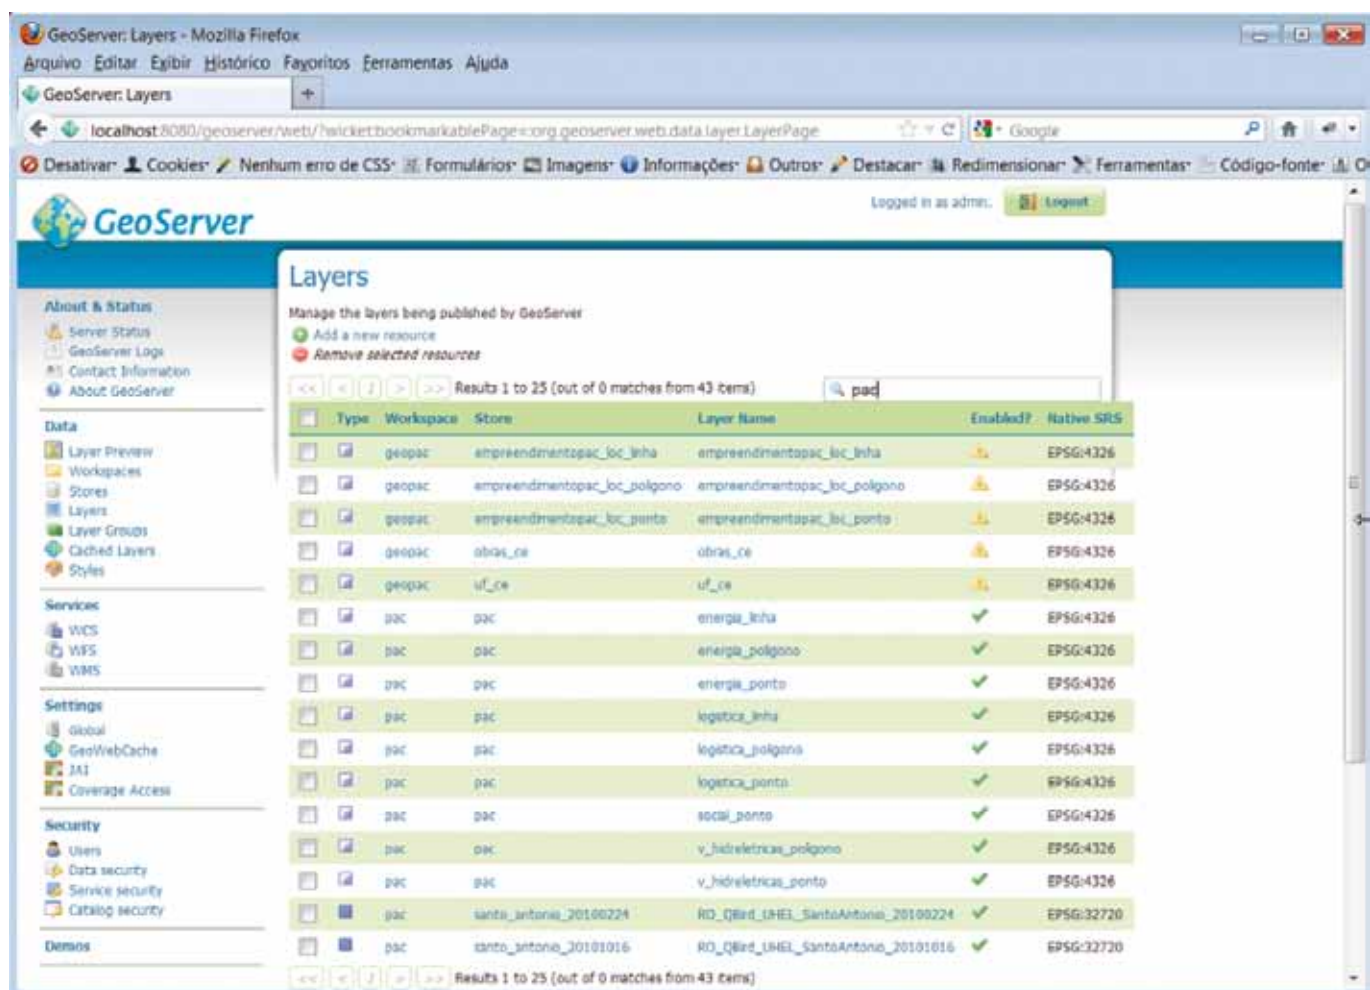 GeoServer: Layers - Mozilla Firefox
Arquivo Editar Exibir Histórico Favoritos Ferramentas Ajuda
GeoServer: Layers
+
localhost:8080/geoserver/web/?wicket:bookmarkablePage=:org.geoserver.web.data.layer.LayerPage
Google
Desativar Cookies Nenhum erro de CSS Formulários Imagens Informações Outros Destacar Redimensionar Ferramentas Código-fonte
GeoServer
Logged in as admin.
Logout
Layers
Manage the layers being published by GeoServer
Add a new resource
Remove selected resources
<< < 1 > >> Results 1 to 25 (out of 0 matches from 43 items)
pac
About & Status
Server Status
GeoServer Logs
Contact Information
About GeoServer
Data
Layer Preview
Workspaces
Stores
Layers
Layer Groups
Cached Layers
Styles
Services
WCS
WFS
WMS
Settings
Global
GeoWebCache
JAI
Coverage Access
Security
Users
Data security
Service security
Catalog security
Demos
Type Workspace Store Layer Name Enabled? Native SRS
geopac empreendimentopac_loc_linha empreendimentopac_loc_linha EPSG:4326
geopac empreendimentopac_loc_poligono empreendimentopac_loc_poligono EPSG:4326
geopac empreendimentopac_loc_ponto empreendimentopac_loc_ponto EPSG:4326
geopac obras_ce obras_ce EPSG:4326
geopac uf_ce uf_ce EPSG:4326
pac pac energia_linha EPSG:4326
pac pac energia_poligono EPSG:4326
pac pac energia_ponto EPSG:4326
pac pac logistica_linha EPSG:4326
pac pac logistica_poligono EPSG:4326
pac pac logistica_ponto EPSG:4326
pac pac social_ponto EPSG:4326
pac pac v_hidreletricas_poligono EPSG:4326
pac pac v_hidreletricas_ponto EPSG:4326
pac santo_antonio_20100224 RO_QBird_UHEL_SantoAntonio_20100224 EPSG:32720
pac santo_antonio_20101016 RO_QBird_UHEL_SantoAntonio_20101016 EPSG:32720
<< < 1 > >> Results 1 to 25 (out of 0 matches from 43 items)